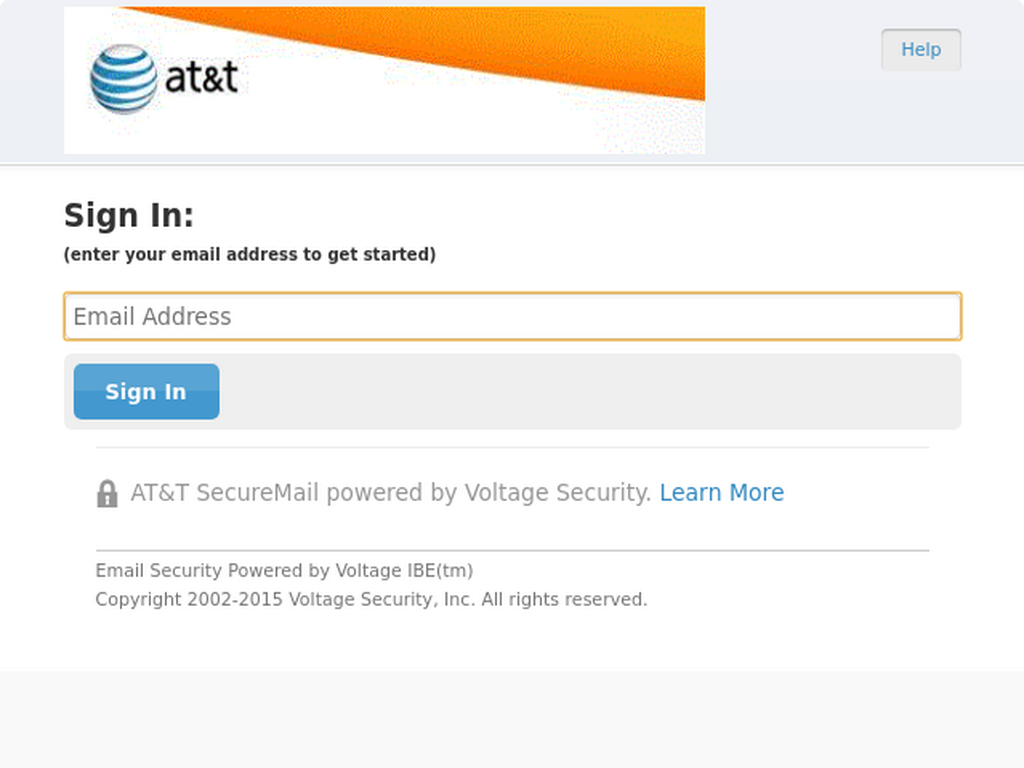 at&t
Help
Sign In:
(enter your email address to get started)
Email Address
Sign In
AT&T SecureMail powered by Voltage Security. Learn More
Email Security Powered by Voltage IBE(tm)
Copyright 2002-2015 Voltage Security, Inc. All rights reserved.